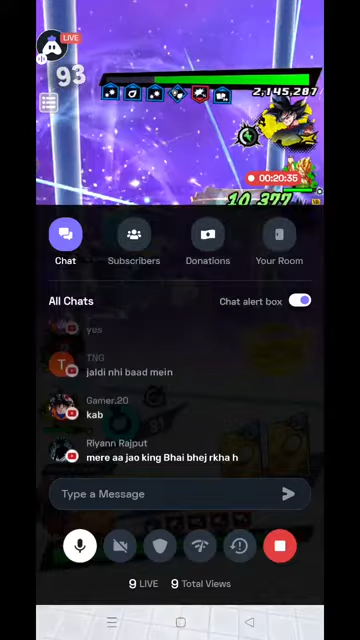 LIVE
93
2,145,287
00:20:35
10,377
Chat
Subscribers
Donations
Your Room
All Chats
Chat alert box
yes
TNG
jaldi nhi baad mein
Gamer.20
kab
Riyann Rajput
mere aa jao king Bhai bhej rkha h
Type a Message
9 LIVE
9 Total Views